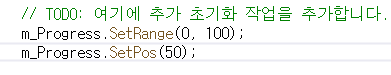 // TODO: 여기에 추가 초기화 작업을 추가합니다.
m_Progress.SetRange(0, 100);
m_Progress.SetPos(50);